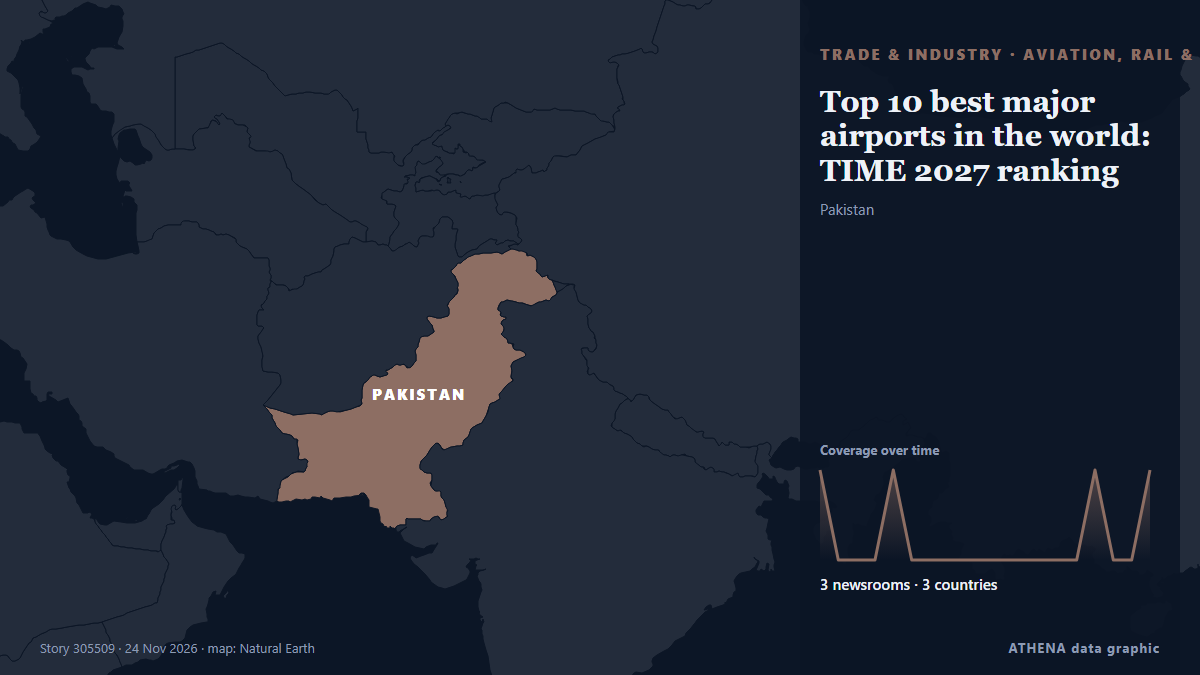 TRADE & INDUSTRY · AVIATION, RAIL &
Top 10 best major
airports in the world:
TIME 2027 ranking
Pakistan
PAKISTAN
Coverage over time
3 newsrooms · 3 countries
Story 305509 · 24 Nov 2026 · map: Natural Earth
ATHENA data graphic